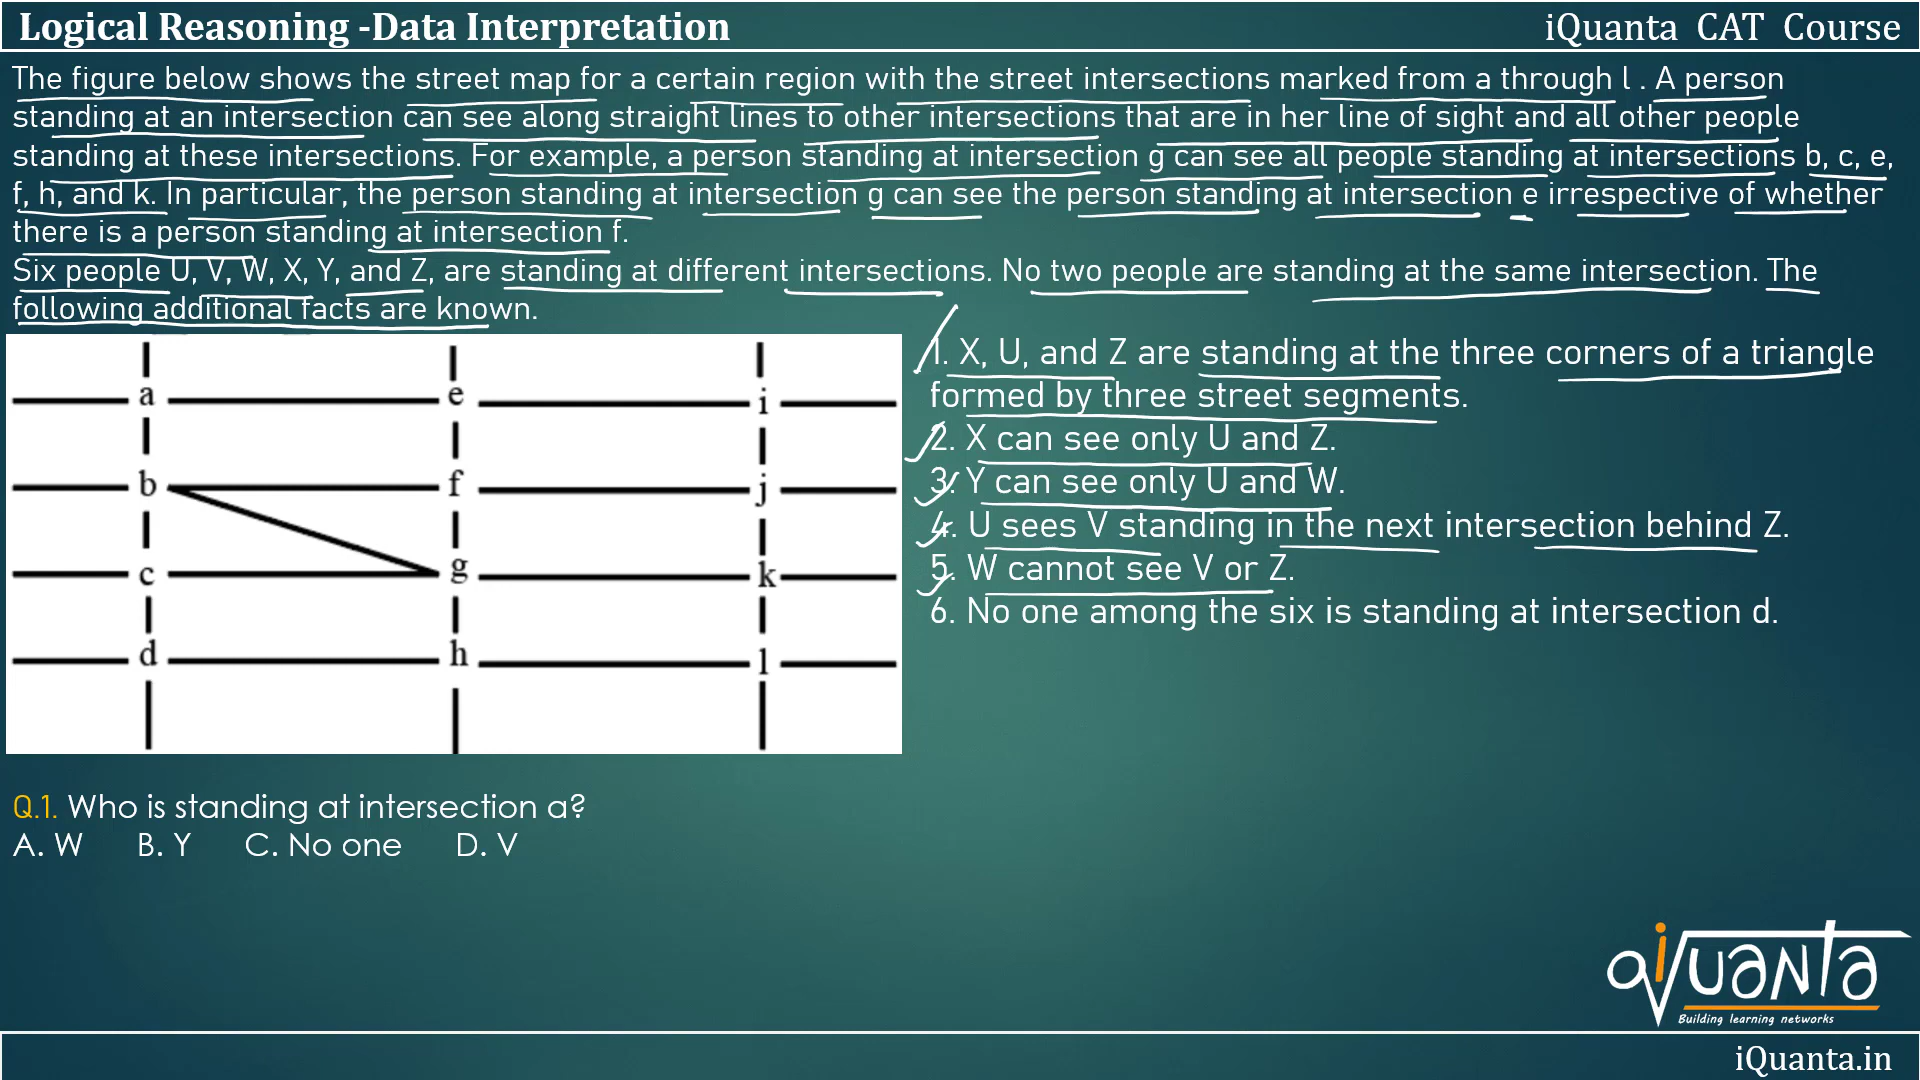 Logical Reasoning -Data Interpretation
iQuanta CAT Course
The figure below shows the street map for a certain region with the street intersections marked from a through l . A person
standing at an intersection can see along straight lines to other intersections that are in her line of sight and all other people
standing at these intersections. For example, a person standing at intersection g can see all people standing at intersections b, c, e,
f, h, and k. In particular, the person standing at intersection g can see the person standing at intersection e irrespective of whether
there is a person standing at intersection f.
Six people U, V, W, X, Y, and Z, are standing at different intersections. No two people are standing at the same intersection. The
following additional facts are known.
a e i
b f j
c g k
d h l
1. X, U, and Z are standing at the three corners of a triangle
formed by three street segments.
2. X can see only U and Z.
3. Y can see only U and W.
4. U sees V standing in the next intersection behind Z.
5. W cannot see V or Z.
6. No one among the six is standing at intersection d.
Q.1. Who is standing at intersection a?
A. W B. Y C. No one D. V
iQuanta
Building learning networks
iQuanta.in